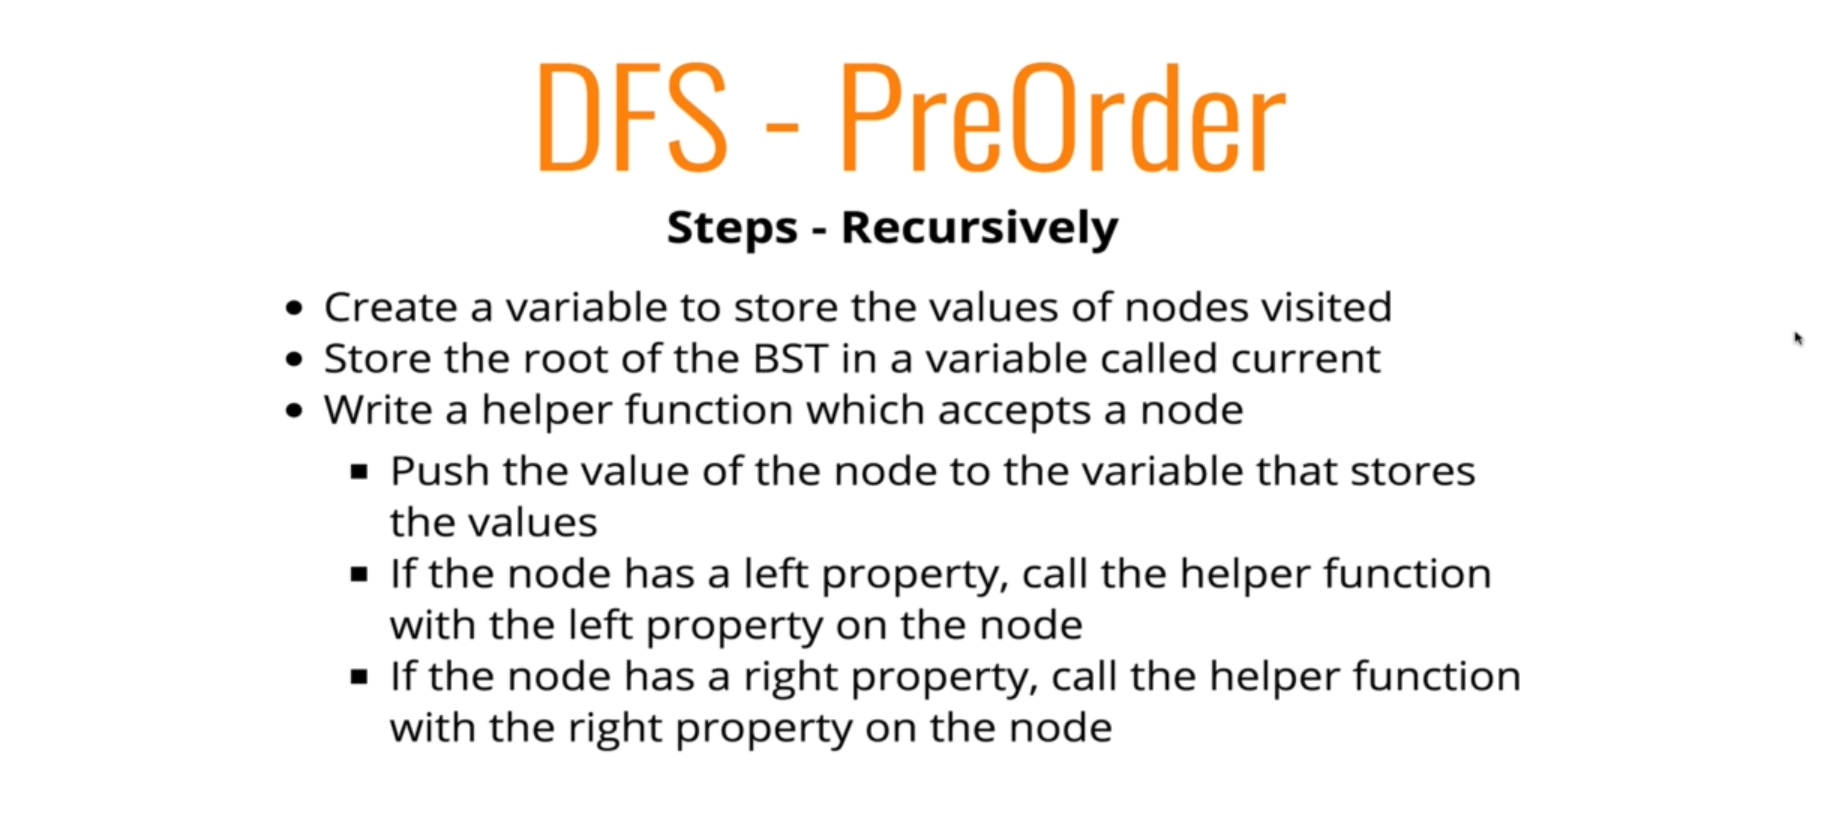 DFS - PreOrder
Steps - Recursively
Create a variable to store the values of nodes visited
Store the root of the BST in a variable called current
Write a helper function which accepts a node
Push the value of the node to the variable that stores
the values
If the node has a left property, call the helper function
with the left property on the node
If the node has a right property, call the helper function
with the right property on the node